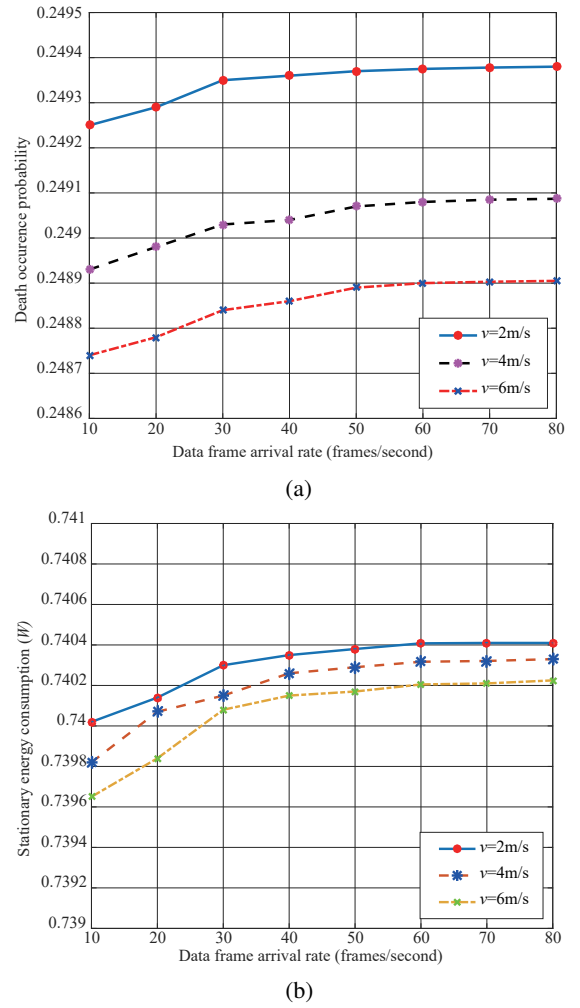 0.2495
0.2494
0.2493
0.2492
0.2491
0.249
0.2489
0.2488
0.2487
0.2486
Death occurence probability
v=2m/s
v=4m/s
v=6m/s
10 20 30 40 50 60 70 80
Data frame arrival rate (frames/second)
(a)
0.741
0.7408
0.7406
0.7404
0.7402
0.74
0.7398
0.7396
0.7394
0.7392
0.739
Stationary energy consumption (W)
v=2m/s
v=4m/s
v=6m/s
10 20 30 40 50 60 70 80
Data frame arrival rate (frames/second)
(b)